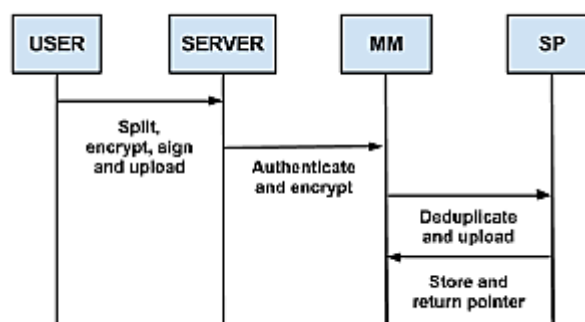 USER SERVER MM SP
Split,
encrypt, sign
and upload
Authenticate
and encrypt
Deduplicate
and upload
Store and
return pointer